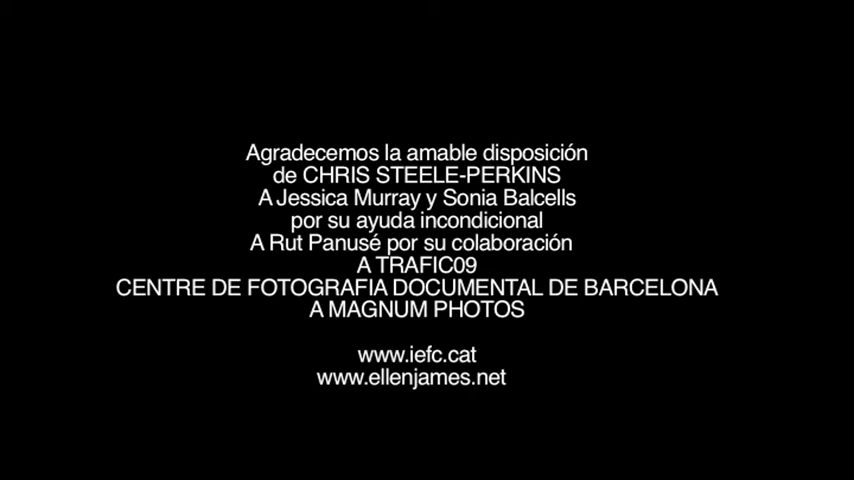 Agradecemos la amable disposición
de CHRIS STEELE-PERKINS
A Jessica Murray y Sonia Balcells
por su ayuda incondicional
A Rut Panusé por su colaboración
A TRAFIC09
CENTRE DE FOTOGRAFIA DOCUMENTAL DE BARCELONA
A MAGNUM PHOTOS
www.iefc.cat
www.ellenjames.net